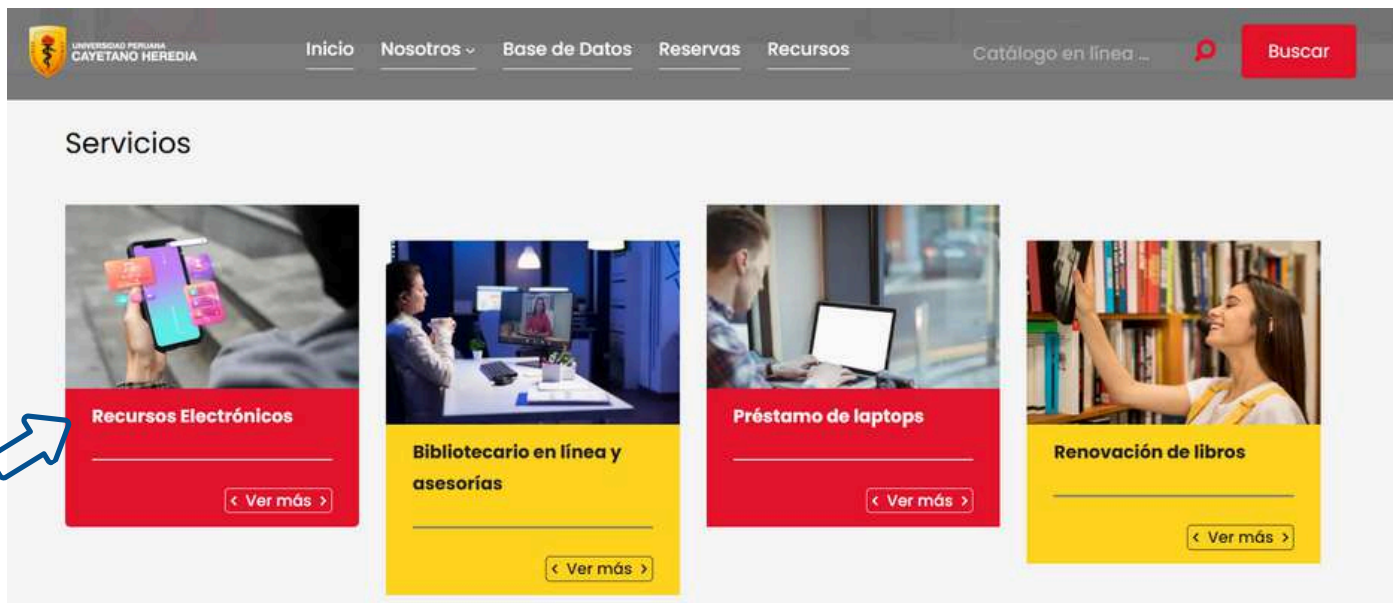 UNIVERSIDAD PERUANA
CAYETANO HEREDIA
Inicio
Nosotros
Base de Datos
Reservas
Recursos
Catálogo en línea ...
Buscar
Servicios
Recursos Electrónicos
‹ Ver más ›
Bibliotecario en línea y
asesorías
‹ Ver más ›
Préstamo de laptops
‹ Ver más ›
Renovación de libros
‹ Ver más ›